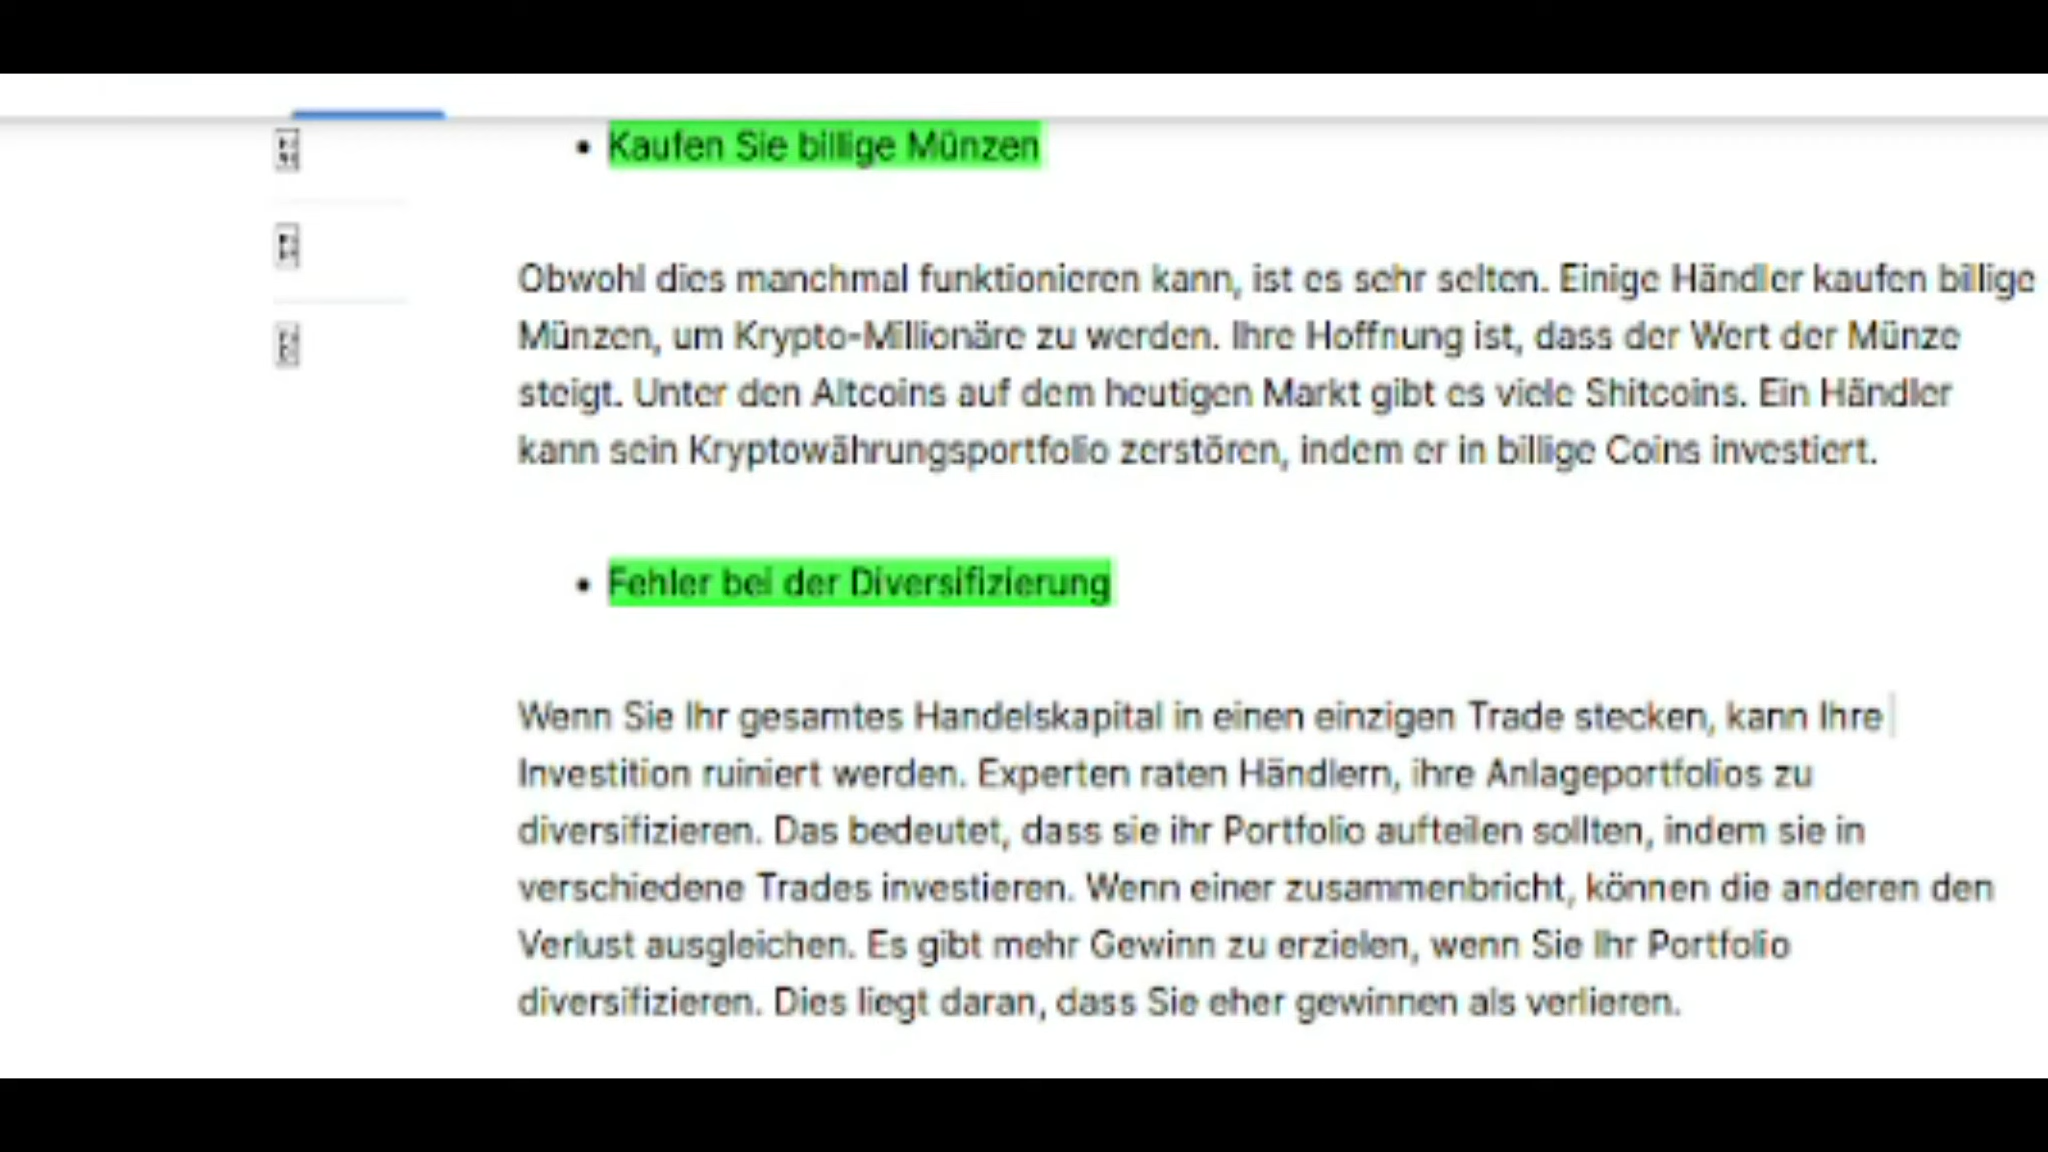 • Kaufen Sie billige Münzen
Obwohl dies manchmal funktionieren kann, ist es sehr selten. Einige Händler kaufen billige
Münzen, um Krypto-Millionäre zu werden. Ihre Hoffnung ist, dass der Wert der Münze
steigt. Unter den Altcoins auf dem heutigen Markt gibt es viele Shitcoins. Ein Händler
kann sein Kryptowährungsportfolio zerstören, indem er in billige Coins investiert.
• Fehler bei der Diversifizierung
Wenn Sie Ihr gesamtes Handelskapital in einen einzigen Trade stecken, kann Ihre
Investition ruiniert werden. Experten raten Händlern, ihre Anlageportfolios zu
diversifizieren. Das bedeutet, dass sie ihr Portfolio aufteilen sollten, indem sie in
verschiedene Trades investieren. Wenn einer zusammenbricht, können die anderen den
Verlust ausgleichen. Es gibt mehr Gewinn zu erzielen, wenn Sie Ihr Portfolio
diversifizieren. Dies liegt daran, dass Sie eher gewinnen als verlieren.